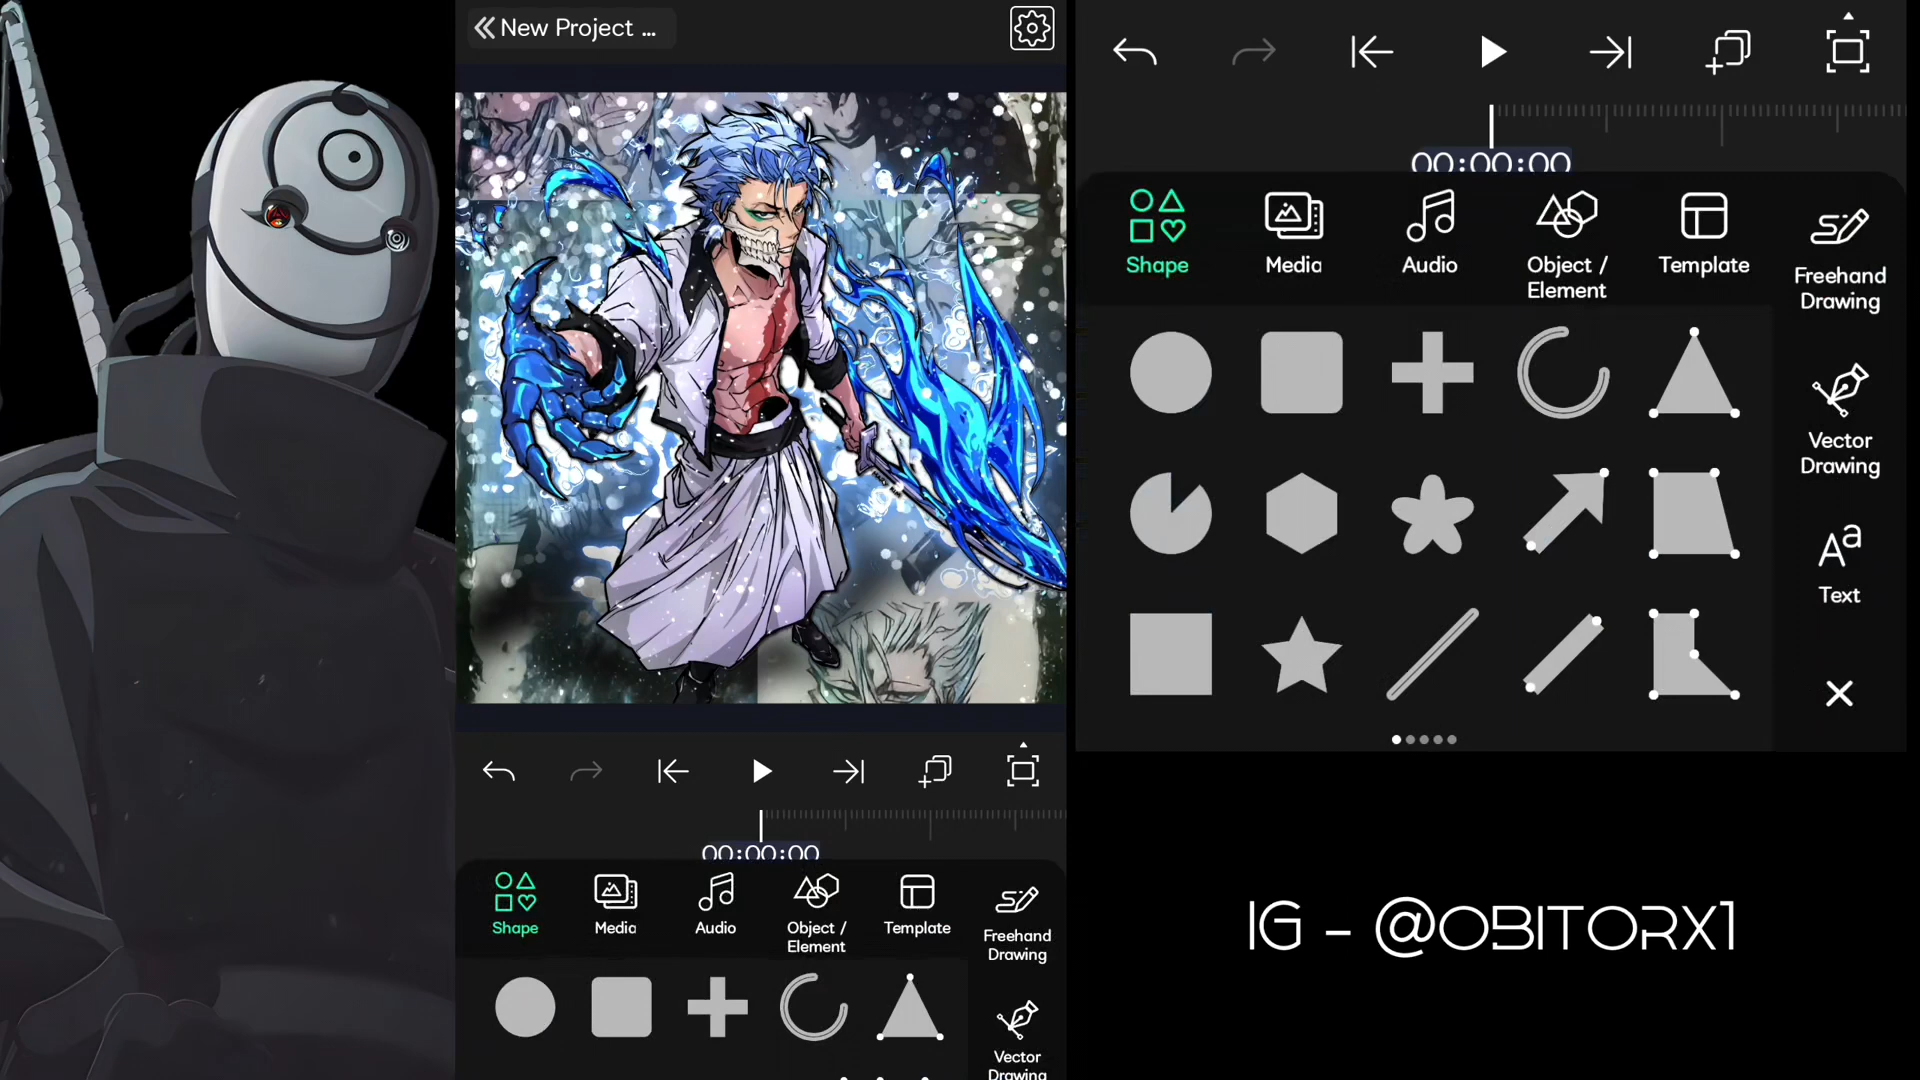 New Project ...
00:00:00
Shape
Media
Audio
Object /
Element
Template
Freehand
Drawing
Vector
Drawing
00:00:00
Shape
Media
Audio
Object /
Element
Template
Freehand
Drawing
Vector
Drawing
Aa
Text
IG - @OBITORX1